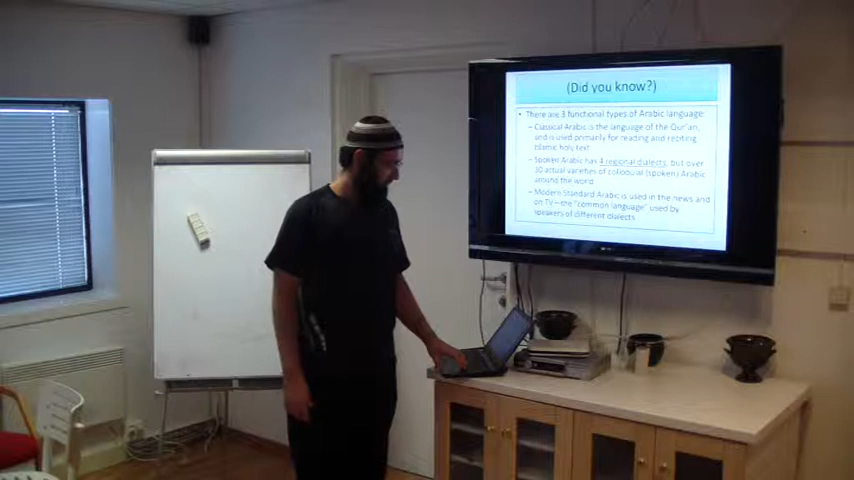 (Did you know?)
• There are 3 functional types of Arabic language:
– Classical Arabic is the language of the Qur'an,
and is used primarily for reading and reciting
Islamic holy text
– Spoken Arabic has 4 regional dialects, but over
30 actual varieties of colloquial (spoken) Arabic
around the world
– Modern Standard Arabic is used in the news and
on TV – the "common language" used by
speakers of different dialects